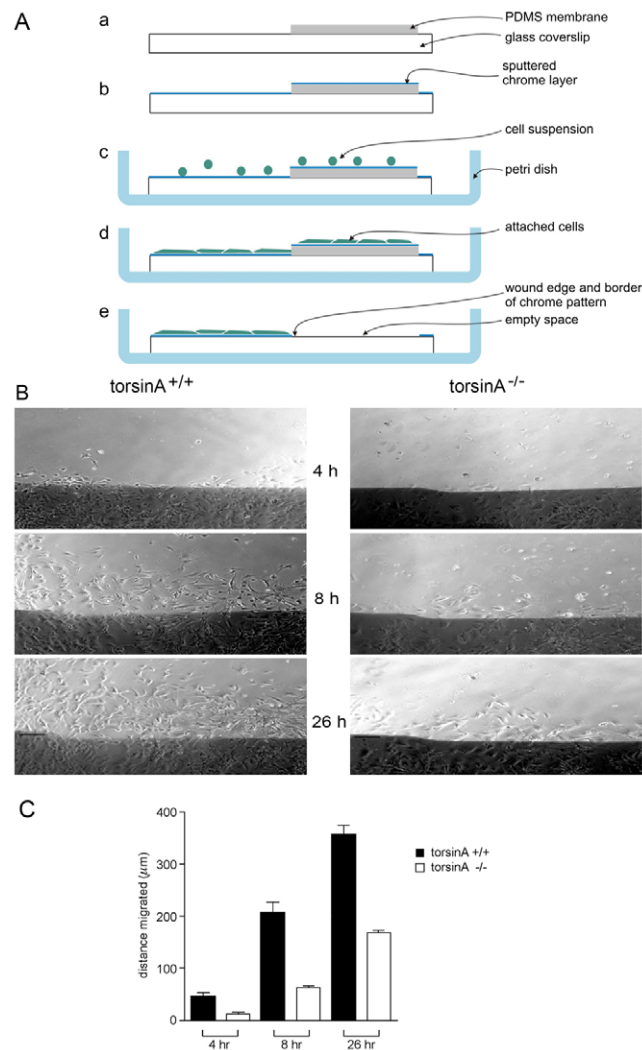 A
a
PDMS membrane
glass coverslip
b
sputtered
chrome layer
c
cell suspension
petri dish
d
attached cells
e
wound edge and border
of chrome pattern
empty space
B
torsinA+/+
torsinA-/-
4 h
8 h
26 h
C
distance migrated (μm)
400
300
200
100
0
torsinA +/+
torsinA -/-
4 hr
8 hr
26 hr